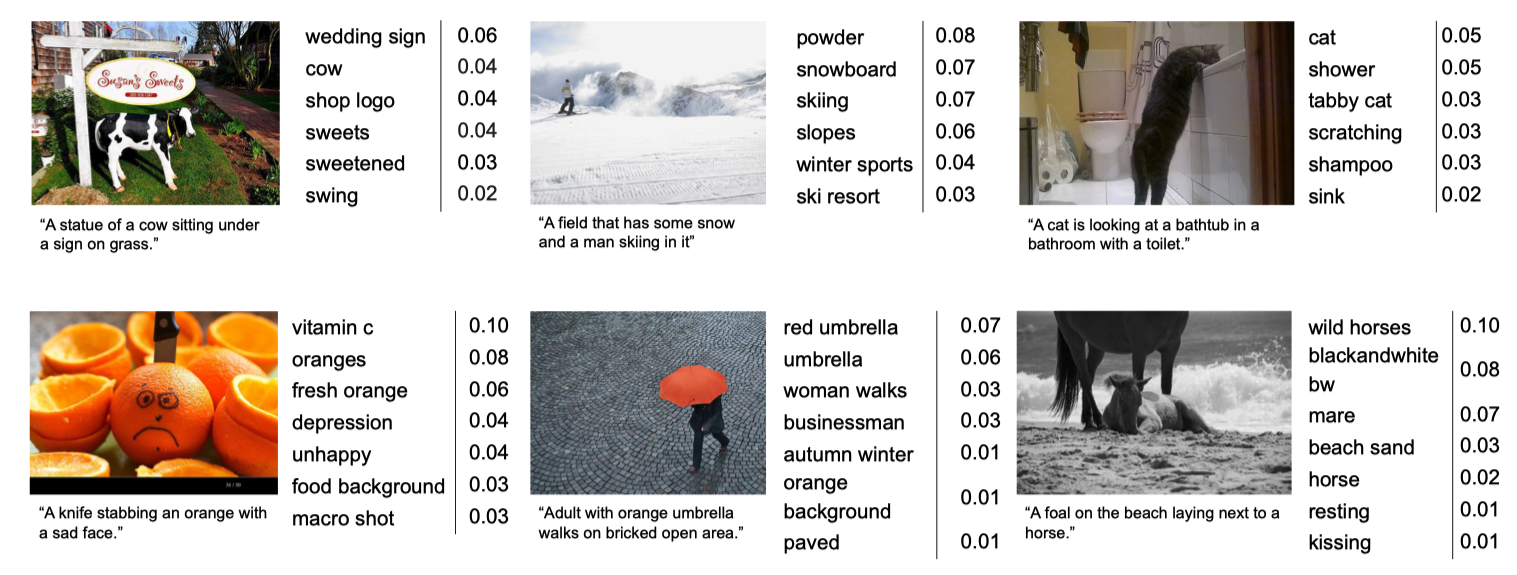 Susan's Sweets
wedding sign 0.06
cow 0.04
shop logo 0.04
sweets 0.04
sweetened 0.03
swing 0.02
“A statue of a cow sitting under
a sign on grass.”
powder 0.08
snowboard 0.07
skiing 0.07
slopes 0.06
winter sports 0.04
ski resort 0.03
“A field that has some snow
and a man skiing in it”
cat 0.05
shower 0.05
tabby cat 0.03
scratching 0.03
shampoo 0.03
sink 0.02
“A cat is looking at a bathtub in a
bathroom with a toilet.”
vitamin c 0.10
oranges 0.08
fresh orange 0.06
depression 0.04
unhappy 0.04
food background 0.03
macro shot 0.03
“A knife stabbing an orange with
a sad face.”
red umbrella 0.07
umbrella 0.06
woman walks 0.03
businessman 0.03
autumn winter 0.01
orange
background 0.01
paved 0.01
“Adult with orange umbrella
walks on bricked open area.”
wild horses 0.10
blackandwhite
bw 0.08
mare 0.07
beach sand 0.03
horse 0.02
resting 0.01
kissing 0.01
“A foal on the beach laying next to a
horse.”